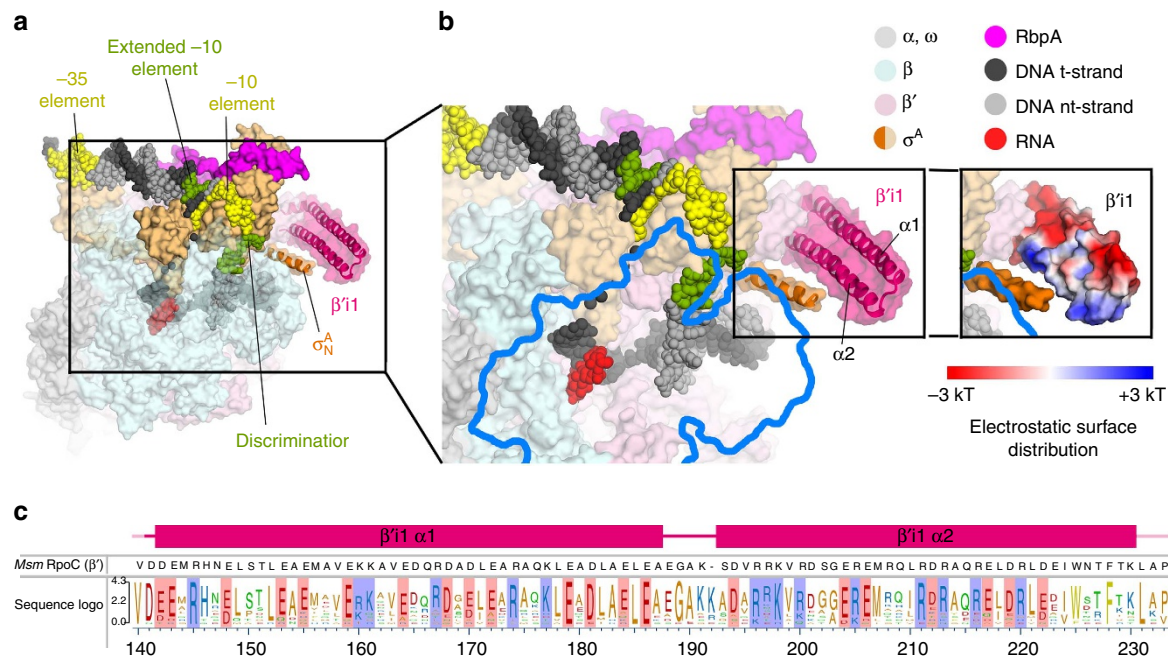 a
Extended –10
element
–35
element
–10
element
β′i1
σᴬN
Discriminatior
b
α, ω
β
β′
σᴬ
RbpA
DNA t-strand
DNA nt-strand
RNA
β′i1
α1
α2
β′i1
–3 kT +3 kT
Electrostatic surface
distribution
c
β′i1 α1 β′i1 α2
Msm RpoC (β′) V D D E M R H N E L S T L E A E M A V E K K A V E D Q R D A D L E A R A Q K L E A D L A E L E A E G A K - S D V R R K V R D S G E R E M R Q L R D R A Q R E L D R L E D I W N T F T K L A P
Sequence logo
4.3
2.2
0.0
140 150 160 170 180 190 200 210 220 230